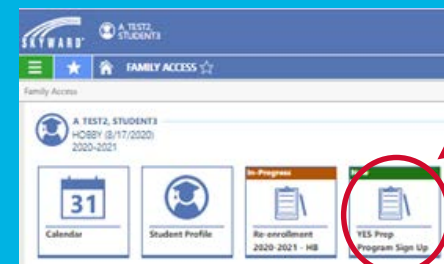 SKYWARD
A TEST2,
STUDENT3
FAMILY ACCESS
Family Access
A TEST2, STUDENT3
HOBBY (8/17/2020)
2020-2021
In-Progress
31
Calendar
Student Profile
Re-enrollment
2020-2021 - HB
YES Prep
Program Sign Up